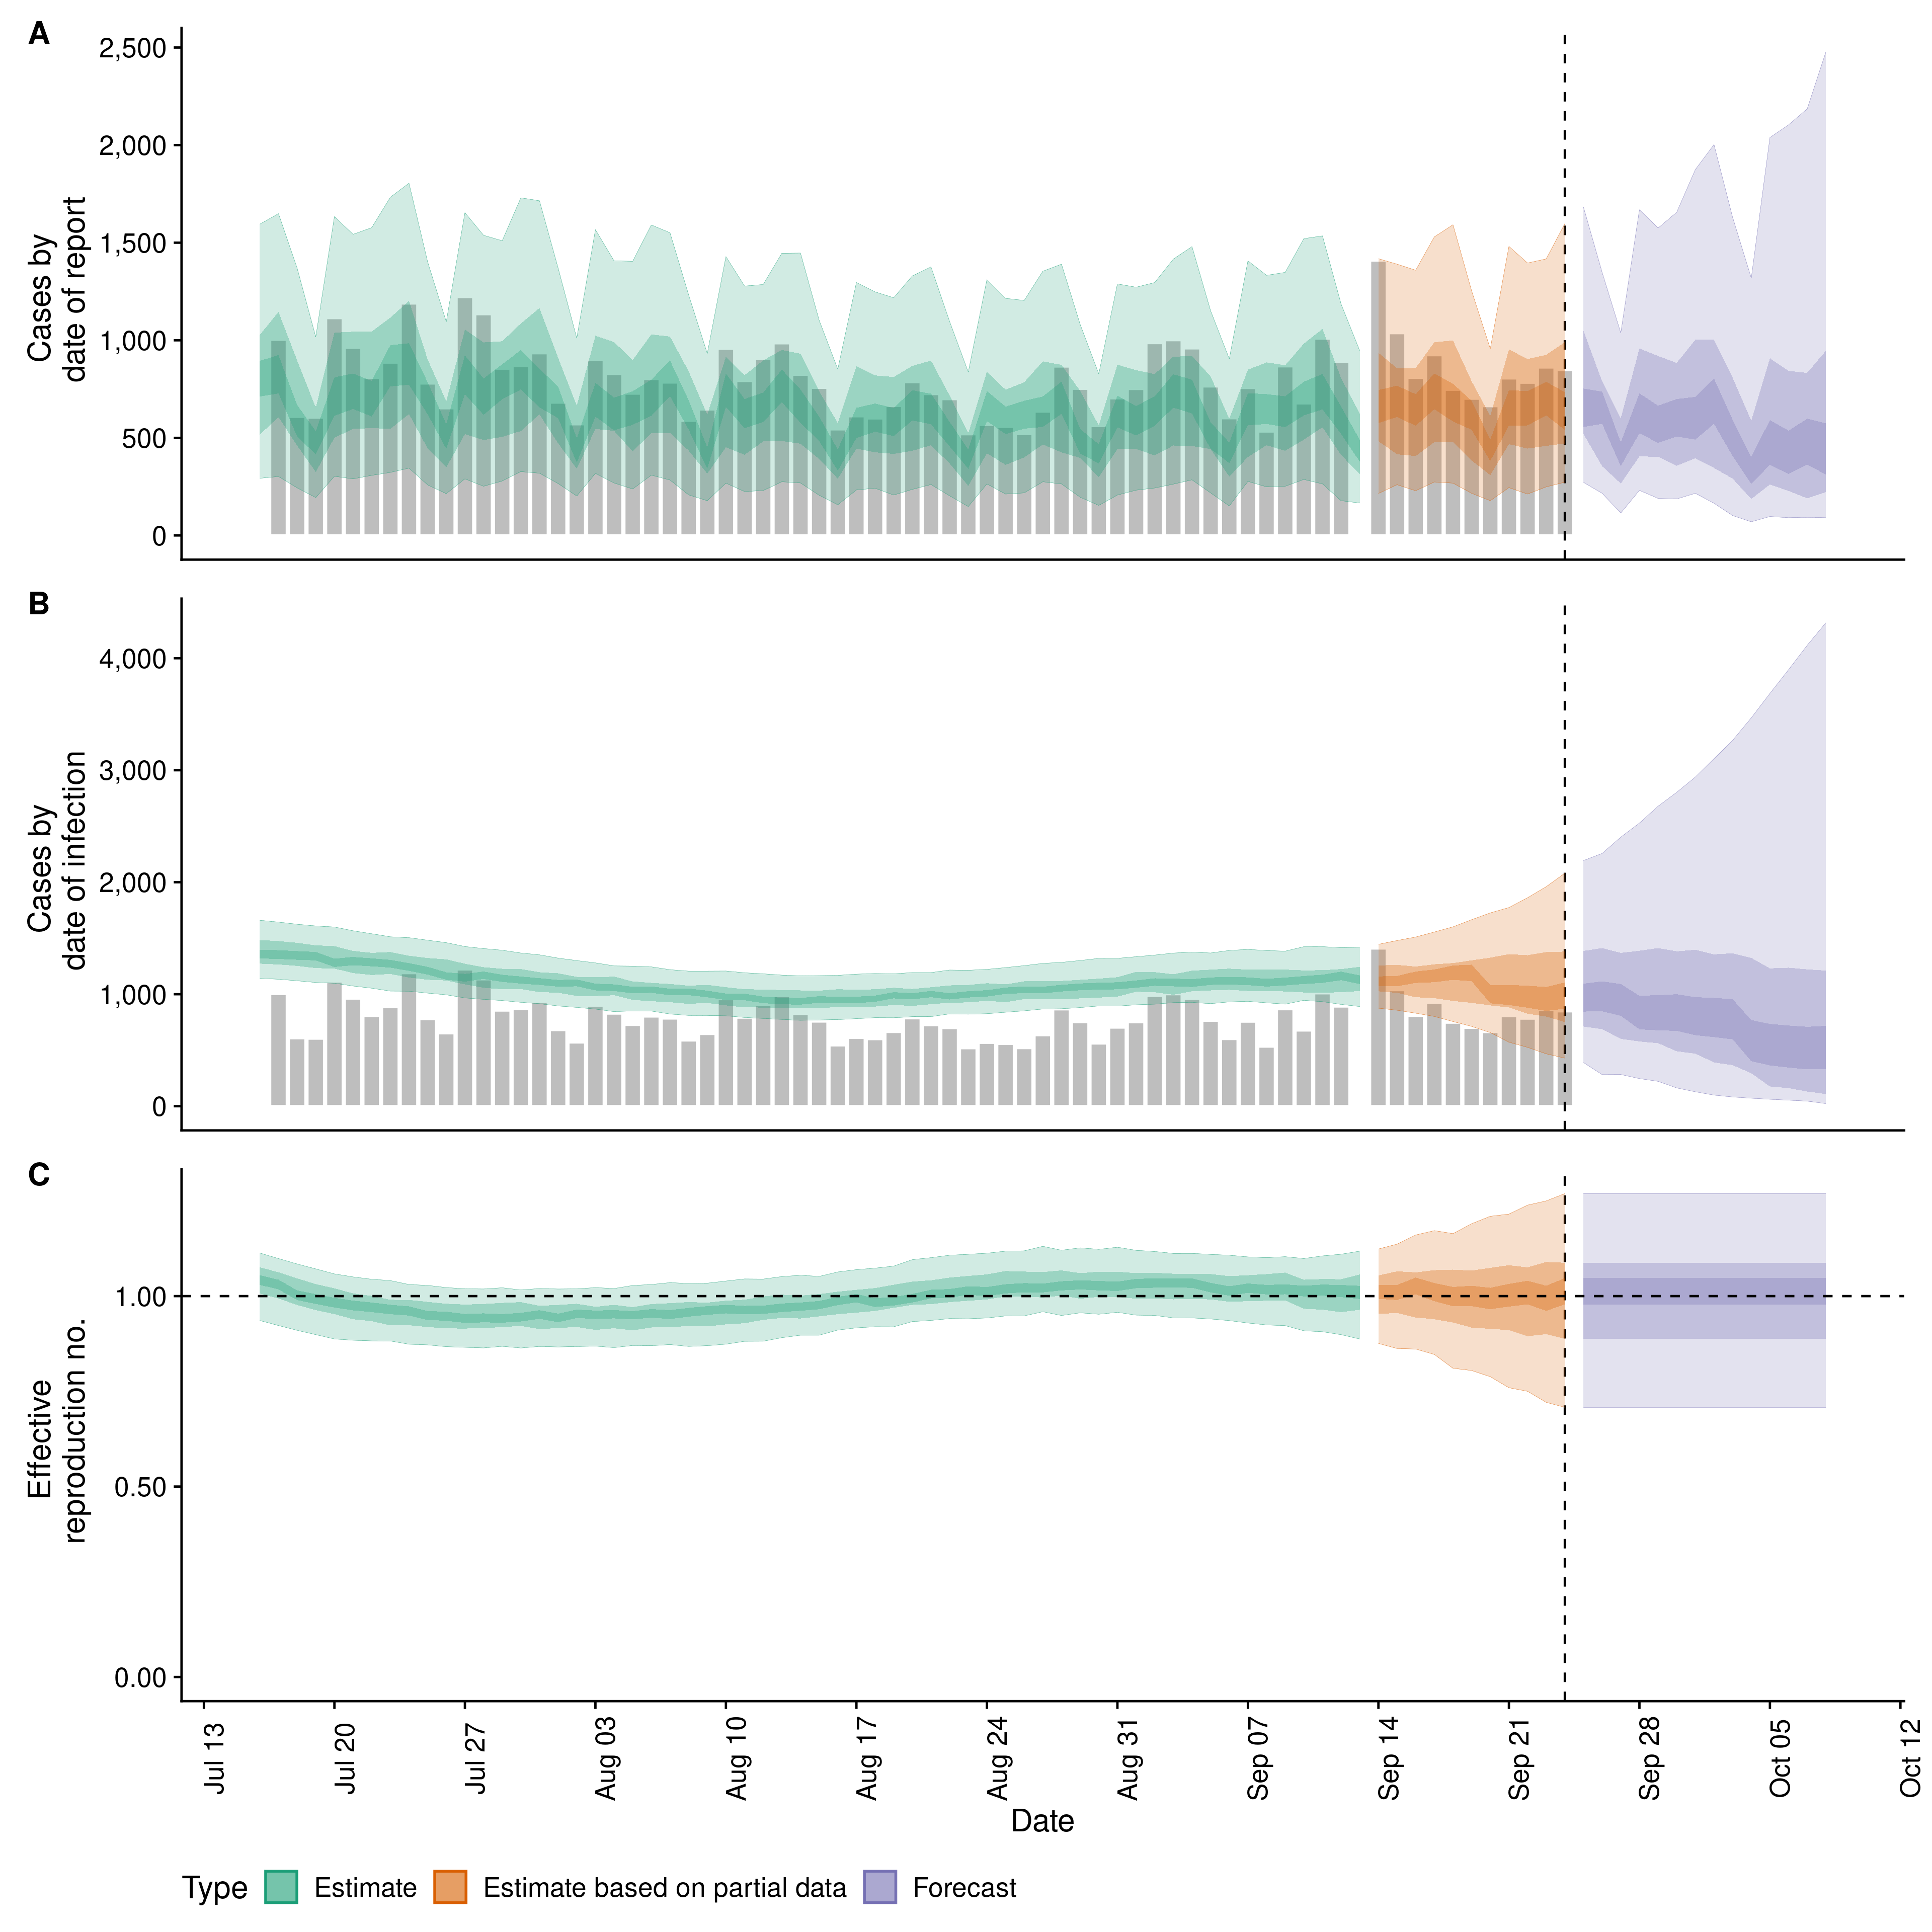 A
2,500
2,000
1,500
1,000
500
0
Cases by
date of report
B
4,000
3,000
2,000
1,000
0
Cases by
date of infection
C
1.00
0.50
0.00
Effective
reproduction no.
Jul 13
Jul 20
Jul 27
Aug 03
Aug 10
Aug 17
Aug 24
Aug 31
Sep 07
Sep 14
Sep 21
Sep 28
Oct 05
Oct 12
Date
Type Estimate Estimate based on partial data Forecast